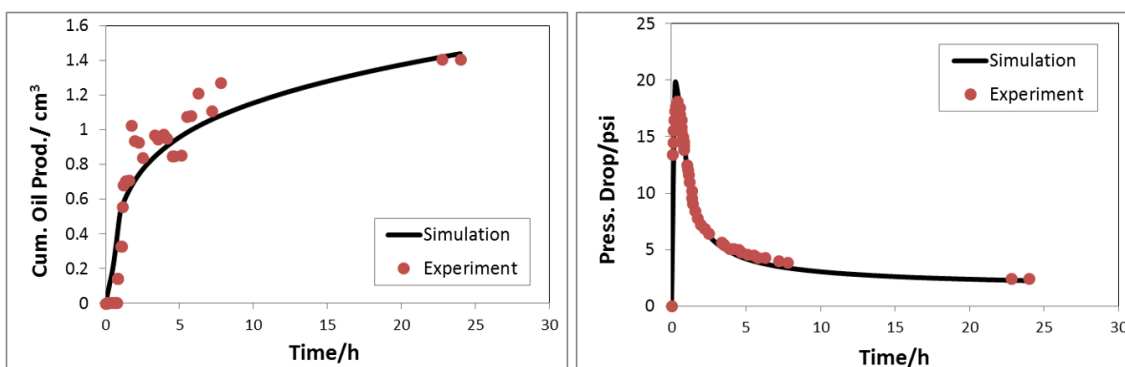 Cum. Oil Prod./ cm³
1.6
1.4
1.2
1
0.8
0.6
0.4
0.2
0
0 5 10 15 20 25 30
Time/h
Simulation
Experiment
Press. Drop/psi
25
20
15
10
5
0
0 5 10 15 20 25 30
Time/h
Simulation
Experiment